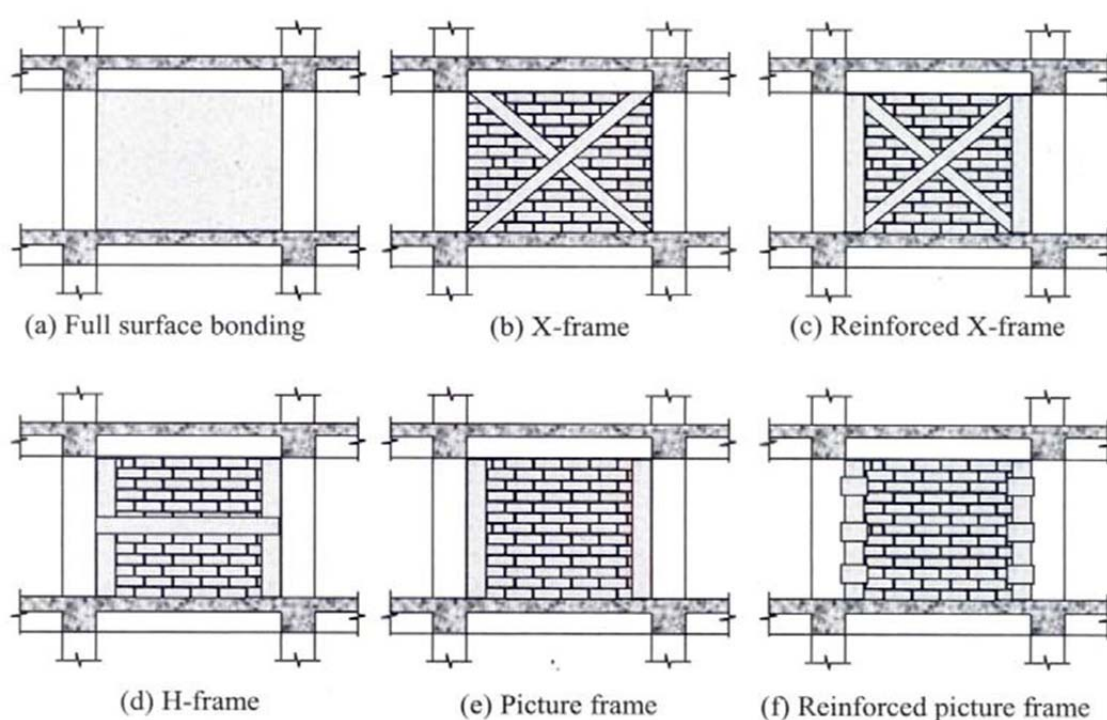 (a) Full surface bonding
(b) X-frame
(c) Reinforced X-frame
(d) H-frame
(e) Picture frame
(f) Reinforced picture frame